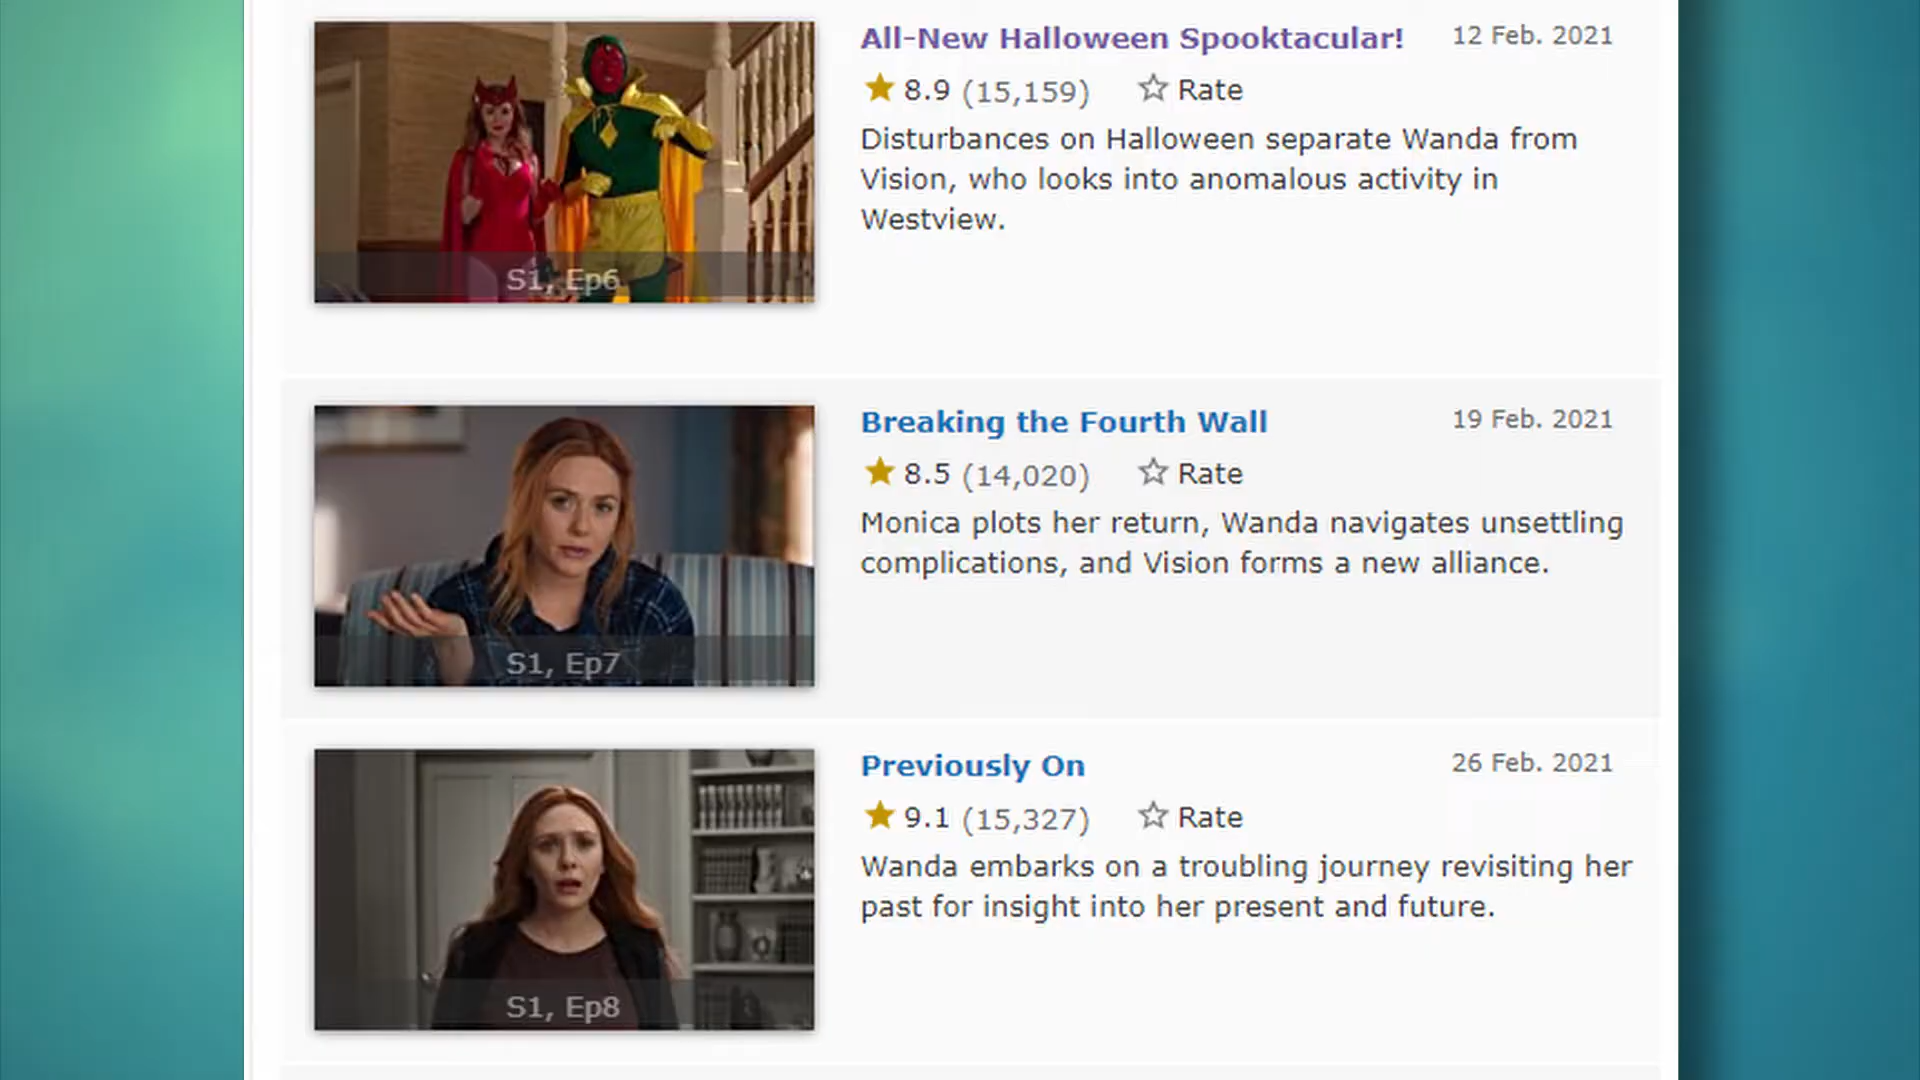 All-New Halloween Spooktacular! 12 Feb. 2021
8.9 (15,159) Rate
Disturbances on Halloween separate Wanda from
Vision, who looks into anomalous activity in
Westview.
S1, Ep6
Breaking the Fourth Wall 19 Feb. 2021
8.5 (14,020) Rate
Monica plots her return, Wanda navigates unsettling
complications, and Vision forms a new alliance.
S1, Ep7
Previously On 26 Feb. 2021
9.1 (15,327) Rate
Wanda embarks on a troubling journey revisiting her
past for insight into her present and future.
S1, Ep8